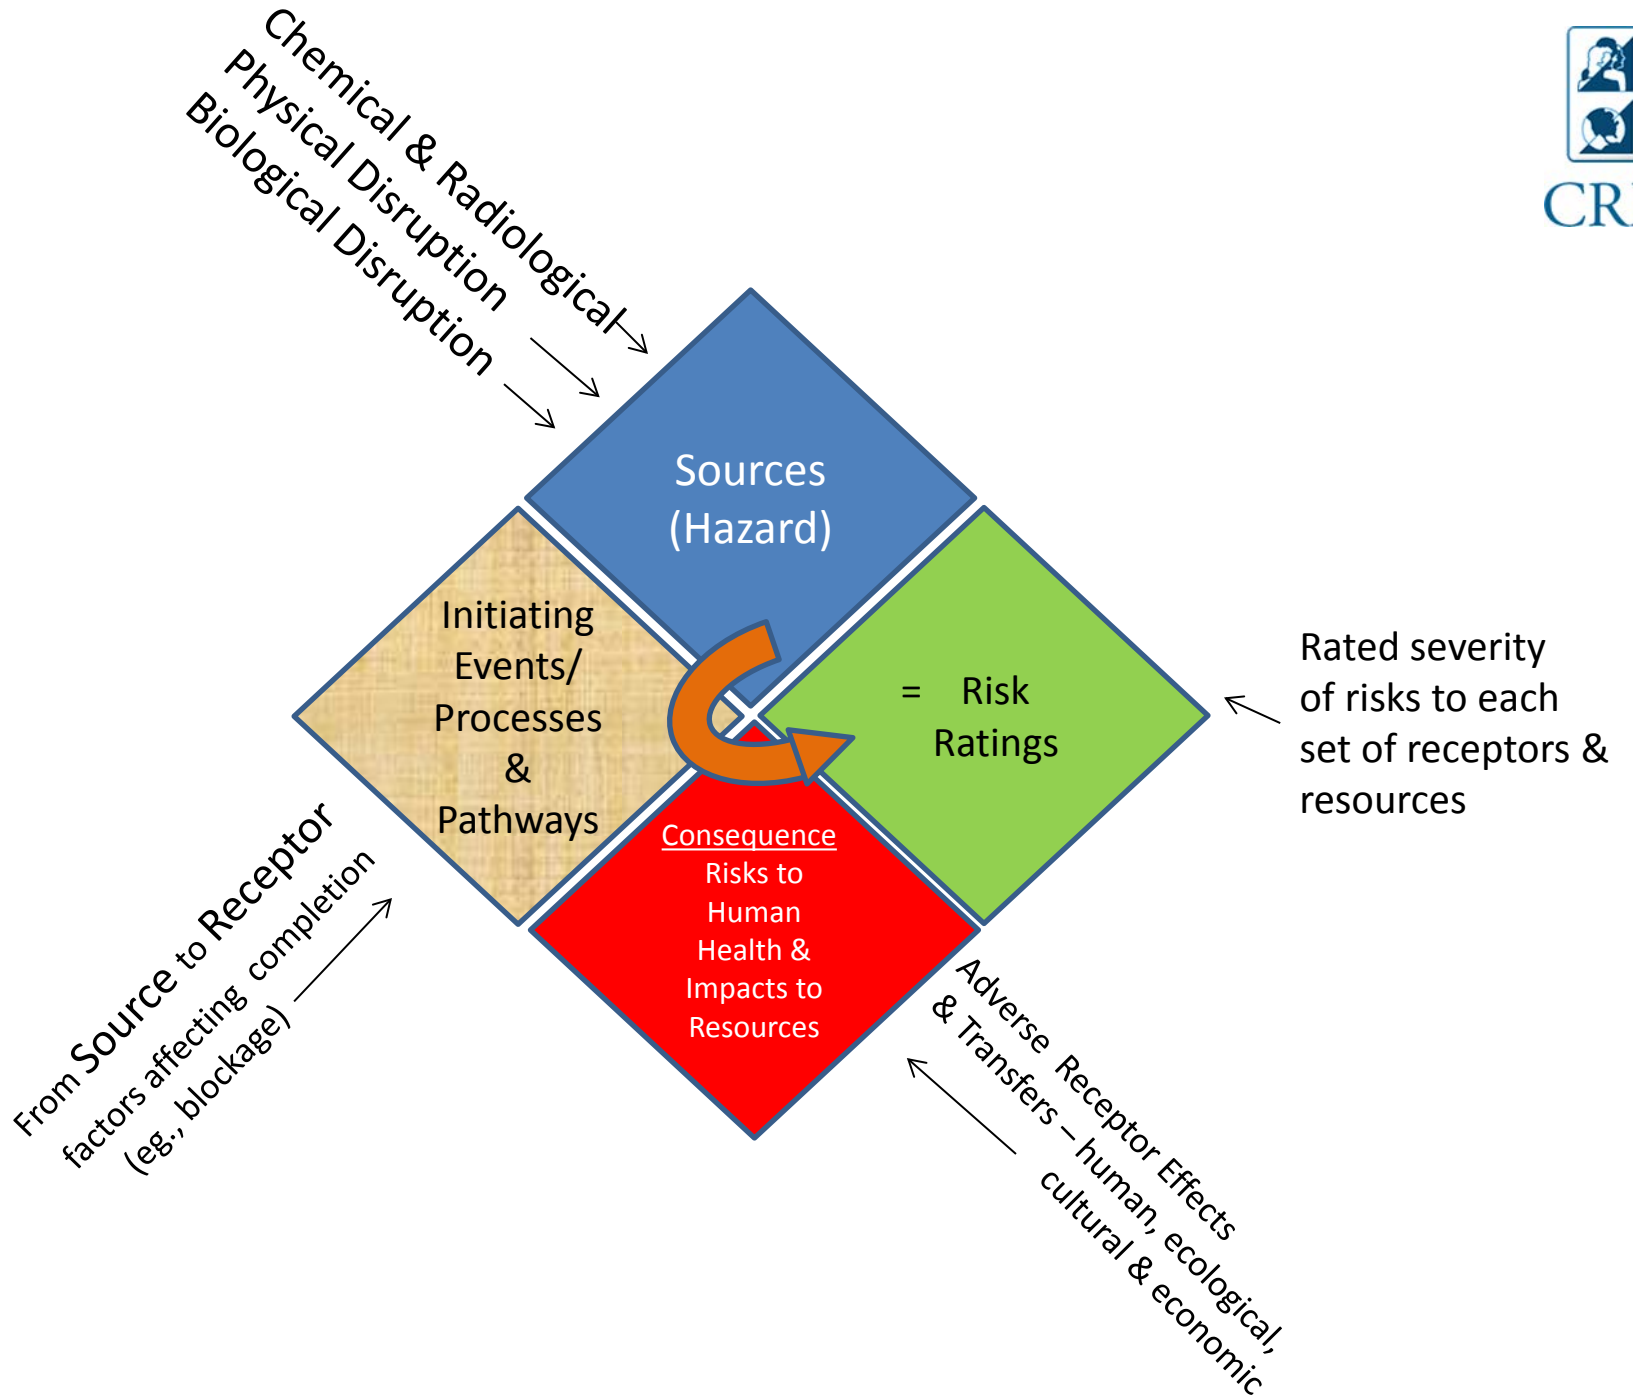 Chemical & Radiological
Physical Disruption
Biological Disruption
Sources
(Hazard)
Initiating
Events/
Processes
&
Pathways
= Risk
Ratings
Rated severity
of risks to each
set of receptors &
resources
Consequence
Risks to
Human
Health &
Impacts to
Resources
From Source to Receptor
factors affecting completion
(eg., blockage)
Adverse Receptor Effects
& Transfers – human, ecological,
cultural & economic